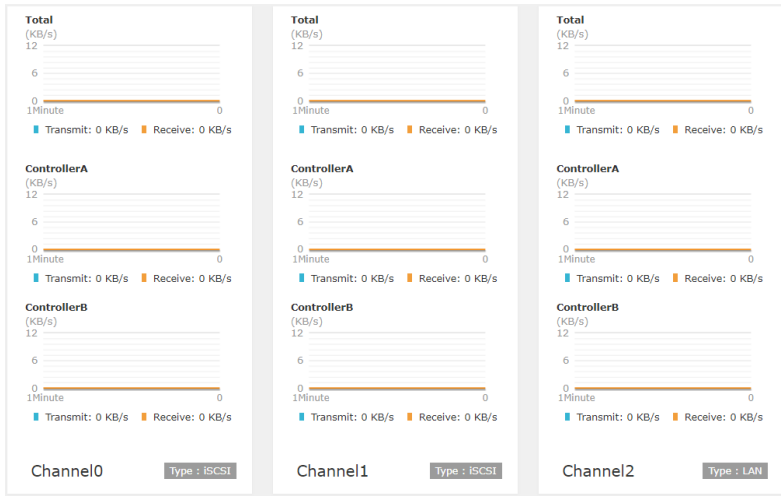 Total
(KB/s)
12
6
0
1Minute 0
Transmit: 0 KB/s Receive: 0 KB/s
ControllerA
(KB/s)
12
6
0
1Minute 0
Transmit: 0 KB/s Receive: 0 KB/s
ControllerB
(KB/s)
12
6
0
1Minute 0
Transmit: 0 KB/s Receive: 0 KB/s
Channel0 Type : iSCSI
Total
(KB/s)
12
6
0
1Minute 0
Transmit: 0 KB/s Receive: 0 KB/s
ControllerA
(KB/s)
12
6
0
1Minute 0
Transmit: 0 KB/s Receive: 0 KB/s
ControllerB
(KB/s)
12
6
0
1Minute 0
Transmit: 0 KB/s Receive: 0 KB/s
Channel1 Type : iSCSI
Total
(KB/s)
12
6
0
1Minute 0
Transmit: 0 KB/s Receive: 0 KB/s
ControllerA
(KB/s)
12
6
0
1Minute 0
Transmit: 0 KB/s Receive: 0 KB/s
ControllerB
(KB/s)
12
6
0
1Minute 0
Transmit: 0 KB/s Receive: 0 KB/s
Channel2 Type : LAN